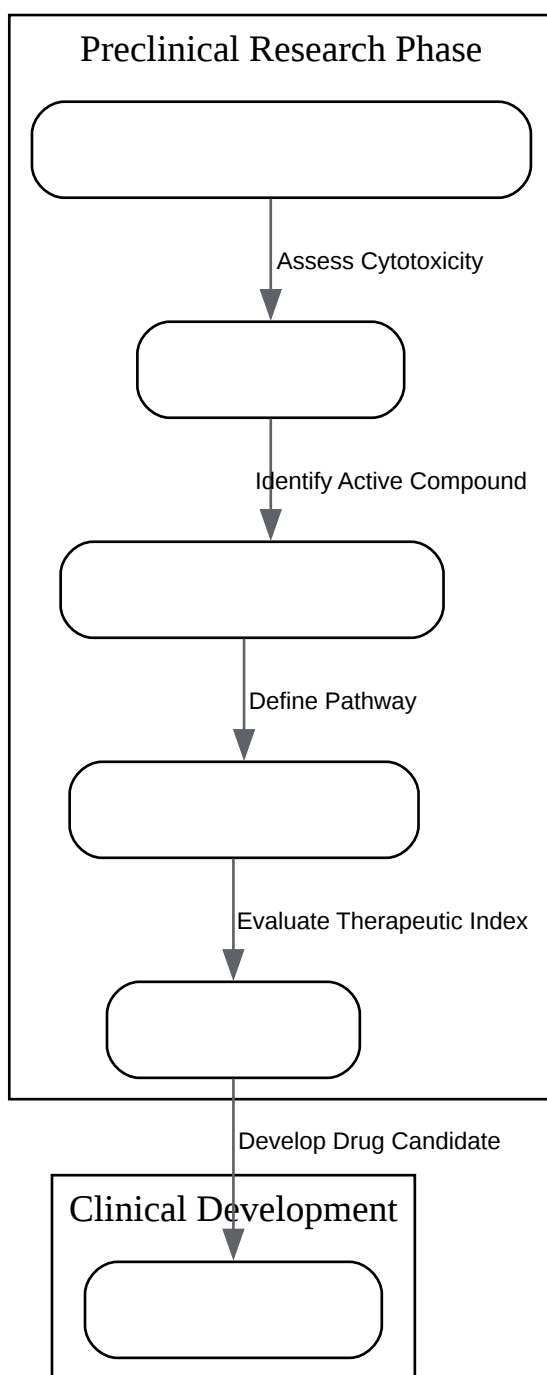 Preclinical Research Phase
Assess Cytotoxicity
Identify Active Compound
Define Pathway
Evaluate Therapeutic Index
Develop Drug Candidate
Clinical Development